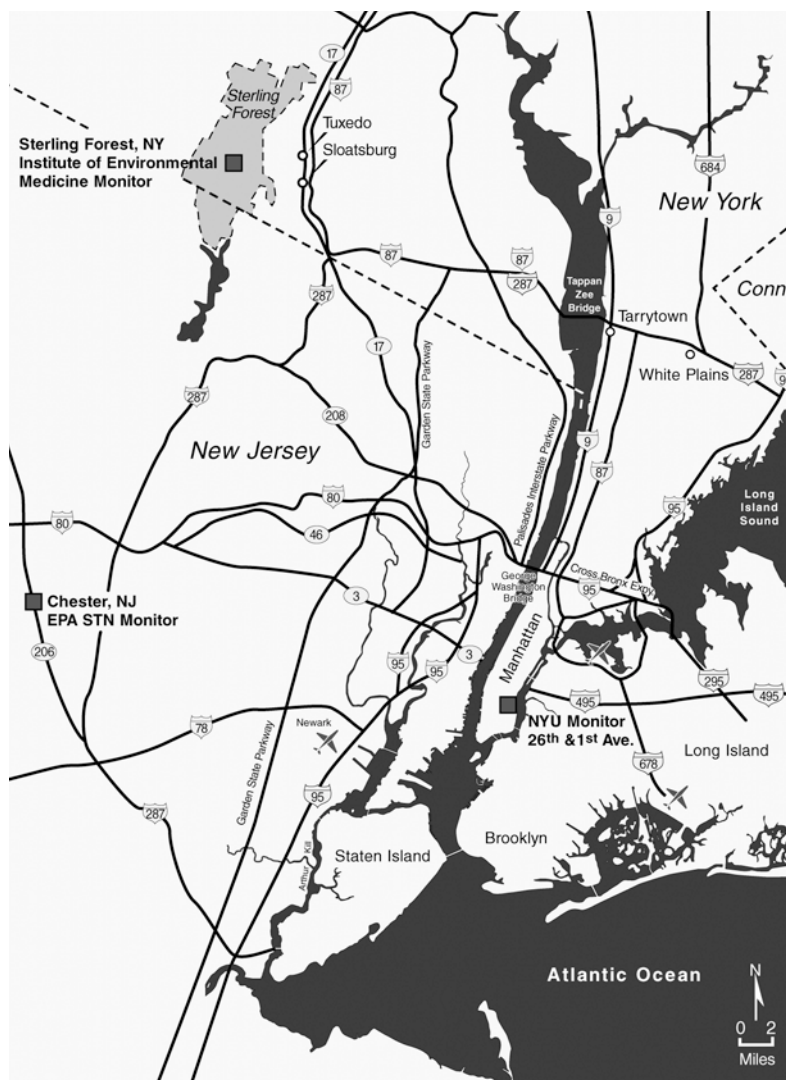 17
Sterling
Forest
87
Tuxedo
Sterling Forest, NY
Institute of Environmental
Medicine Monitor
Sloatsburg
684
9
New York
87
87
287
Tappan
Zee
Bridge
Conn
287
Tarrytown
17
Garden State Parkway
White Plains
287
9
287
208
New Jersey
Palisades Interstate Parkway
9
87
80
95
Long
Island
Sound
80
46
George
Washington
Bridge
Cross Bronx Expy.
95
3
Chester, NJ
EPA STN Monitor
206
3
Manhattan
95
95
295
495
495
NYU Monitor
26th &1st Ave.
78
Newark
Long Island
Garden State Parkway
678
95
287
Brooklyn
Staten Island
Arthur Kill
Atlantic Ocean
N
0 2
Miles